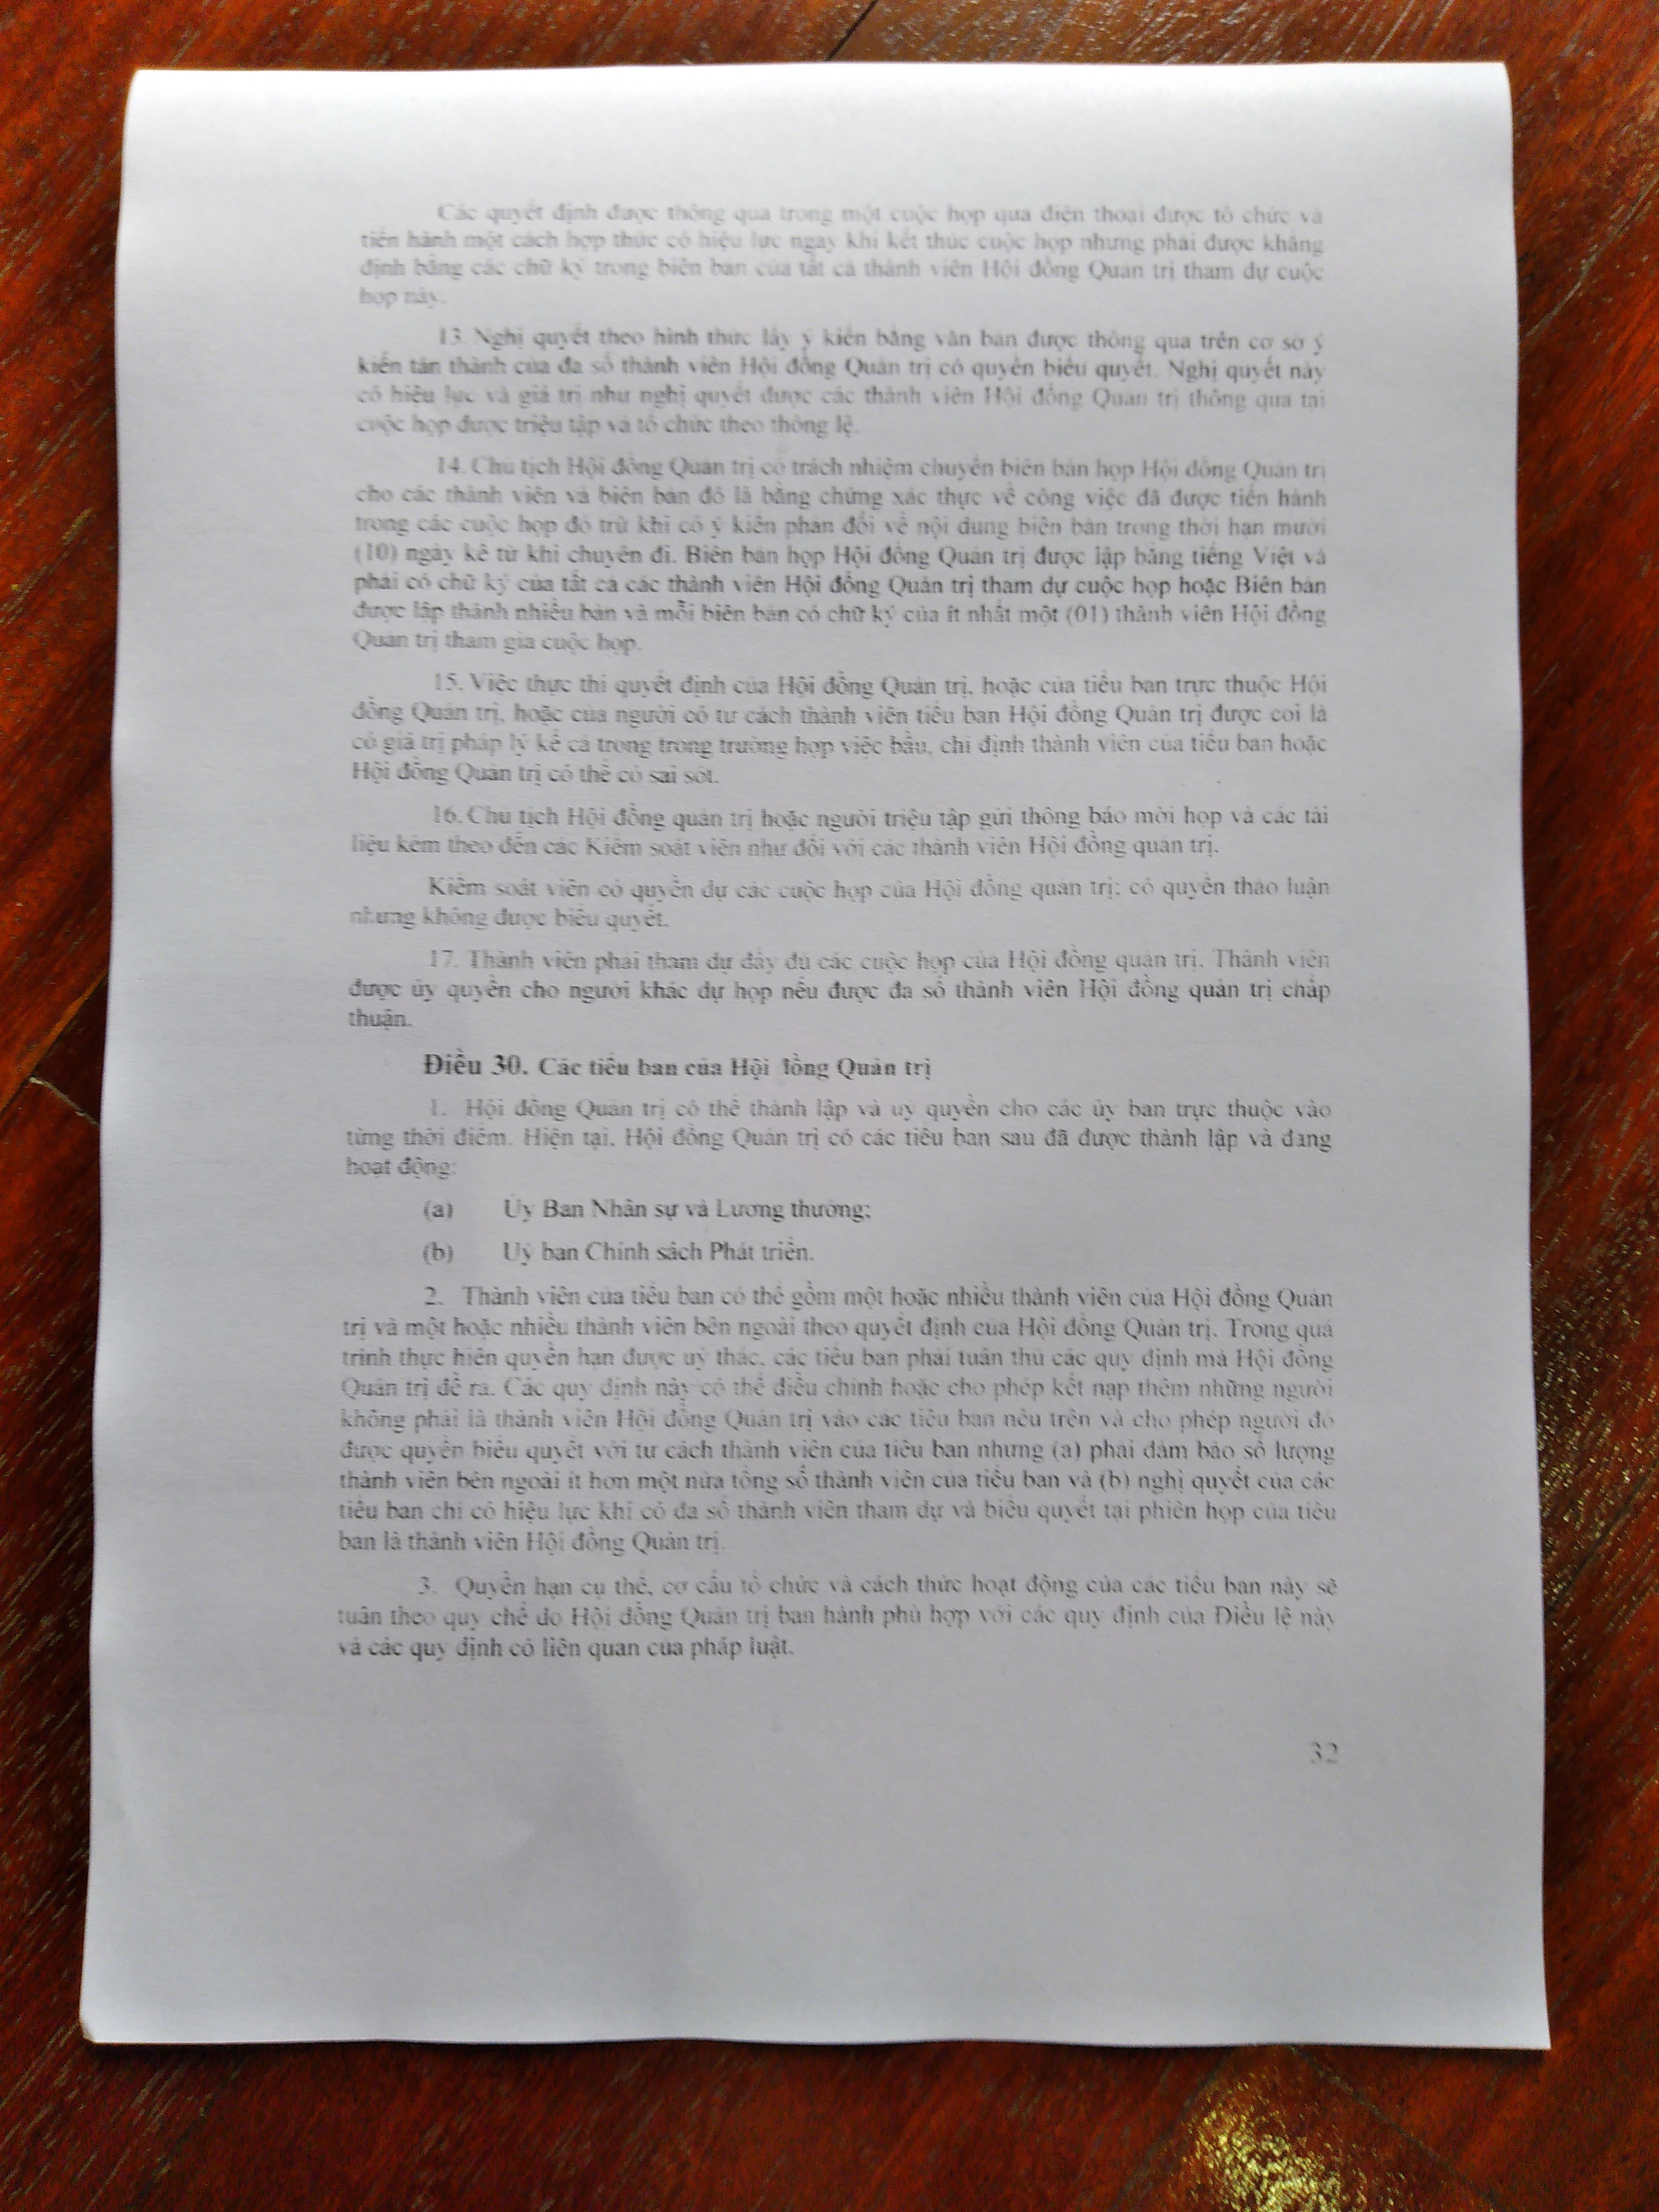 Các quyết định được thông qua trong một cuộc họp qua điện thoại được tổ chức và
tiến hành một cách hợp thức có hiệu lực ngay khi kết thúc cuộc họp nhưng phải được khẳng
định bằng các chữ ký trong biên bản của tất cả thành viên Hội đồng Quản trị tham dự cuộc
họp này.
13. Nghị quyết theo hình thức lấy ý kiến bằng văn bản được thông qua trên cơ sở ý
kiến tán thành của đa số thành viên Hội đồng Quản trị có quyền biểu quyết. Nghị quyết này
có hiệu lực và giá trị như nghị quyết được các thành viên Hội đồng Quản trị thông qua tại
cuộc họp được triệu tập và tổ chức theo thông lệ.
14. Chủ tịch Hội đồng Quản trị có trách nhiệm chuyển biên bản họp Hội đồng Quản trị
cho các thành viên và biên bản đó là bằng chứng xác thực về công việc đã được tiến hành
trong các cuộc họp đó trừ khi có ý kiến phản đối về nội dung biên bản trong thời hạn mười
(10) ngày kể từ khi chuyển đi. Biên bản họp Hội đồng Quản trị được lập bằng tiếng Việt và
phải có chữ ký của tất cả các thành viên Hội đồng Quản trị tham dự cuộc họp hoặc Biên bản
được lập thành nhiều bản và mỗi biên bản có chữ ký của ít nhất một (01) thành viên Hội đồng
Quản trị tham gia cuộc họp.
15. Việc thực thi quyết định của Hội đồng Quản trị, hoặc của tiểu ban trực thuộc Hội
đồng Quản trị, hoặc của người có tư cách thành viên tiểu ban Hội đồng Quản trị được coi là
có giá trị pháp lý kể cả trong trong trường hợp việc bầu, chỉ định thành viên của tiểu ban hoặc
Hội đồng Quản trị có thể có sai sót.
16. Chủ tịch Hội đồng quản trị hoặc người triệu tập gửi thông báo mời họp và các tài
liệu kèm theo đến các Kiểm soát viên như đối với các thành viên Hội đồng quản trị.
Kiểm soát viên có quyền dự các cuộc họp của Hội đồng quản trị; có quyền thảo luận
nhưng không được biểu quyết.
17. Thành viên phải tham dự đầy đủ các cuộc họp của Hội đồng quản trị. Thành viên
được ủy quyền cho người khác dự họp nếu được đa số thành viên Hội đồng quản trị chấp
thuận.
Điều 30. Các tiểu ban của Hội đồng Quản trị
1. Hội đồng Quản trị có thể thành lập và uỷ quyền cho các ủy ban trực thuộc vào
từng thời điểm. Hiện tại, Hội đồng Quản trị có các tiểu ban sau đã được thành lập và đang
hoạt động:
(a) Ủy Ban Nhân sự và Lương thưởng;
(b) Uỷ ban Chính sách Phát triển.
2. Thành viên của tiểu ban có thể gồm một hoặc nhiều thành viên của Hội đồng Quản
trị và một hoặc nhiều thành viên bên ngoài theo quyết định của Hội đồng Quản trị. Trong quá
trình thực hiện quyền hạn được uỷ thác, các tiểu ban phải tuân thủ các quy định mà Hội đồng
Quản trị đề ra. Các quy định này có thể điều chỉnh hoặc cho phép kết nạp thêm những người
không phải là thành viên Hội đồng Quản trị vào các tiểu ban nêu trên và cho phép người đó
được quyền biểu quyết với tư cách thành viên của tiểu ban nhưng (a) phải đảm bảo số lượng
thành viên bên ngoài ít hơn một nửa tổng số thành viên của tiểu ban và (b) nghị quyết của các
tiểu ban chỉ có hiệu lực khi có đa số thành viên tham dự và biểu quyết tại phiên họp của tiểu
ban là thành viên Hội đồng Quản trị.
3. Quyền hạn cụ thể, cơ cấu tổ chức và cách thức hoạt động của các tiểu ban này sẽ
tuân theo quy chế do Hội đồng Quản trị ban hành phù hợp với các quy định của Điều lệ này
và các quy định có liên quan của pháp luật.
32